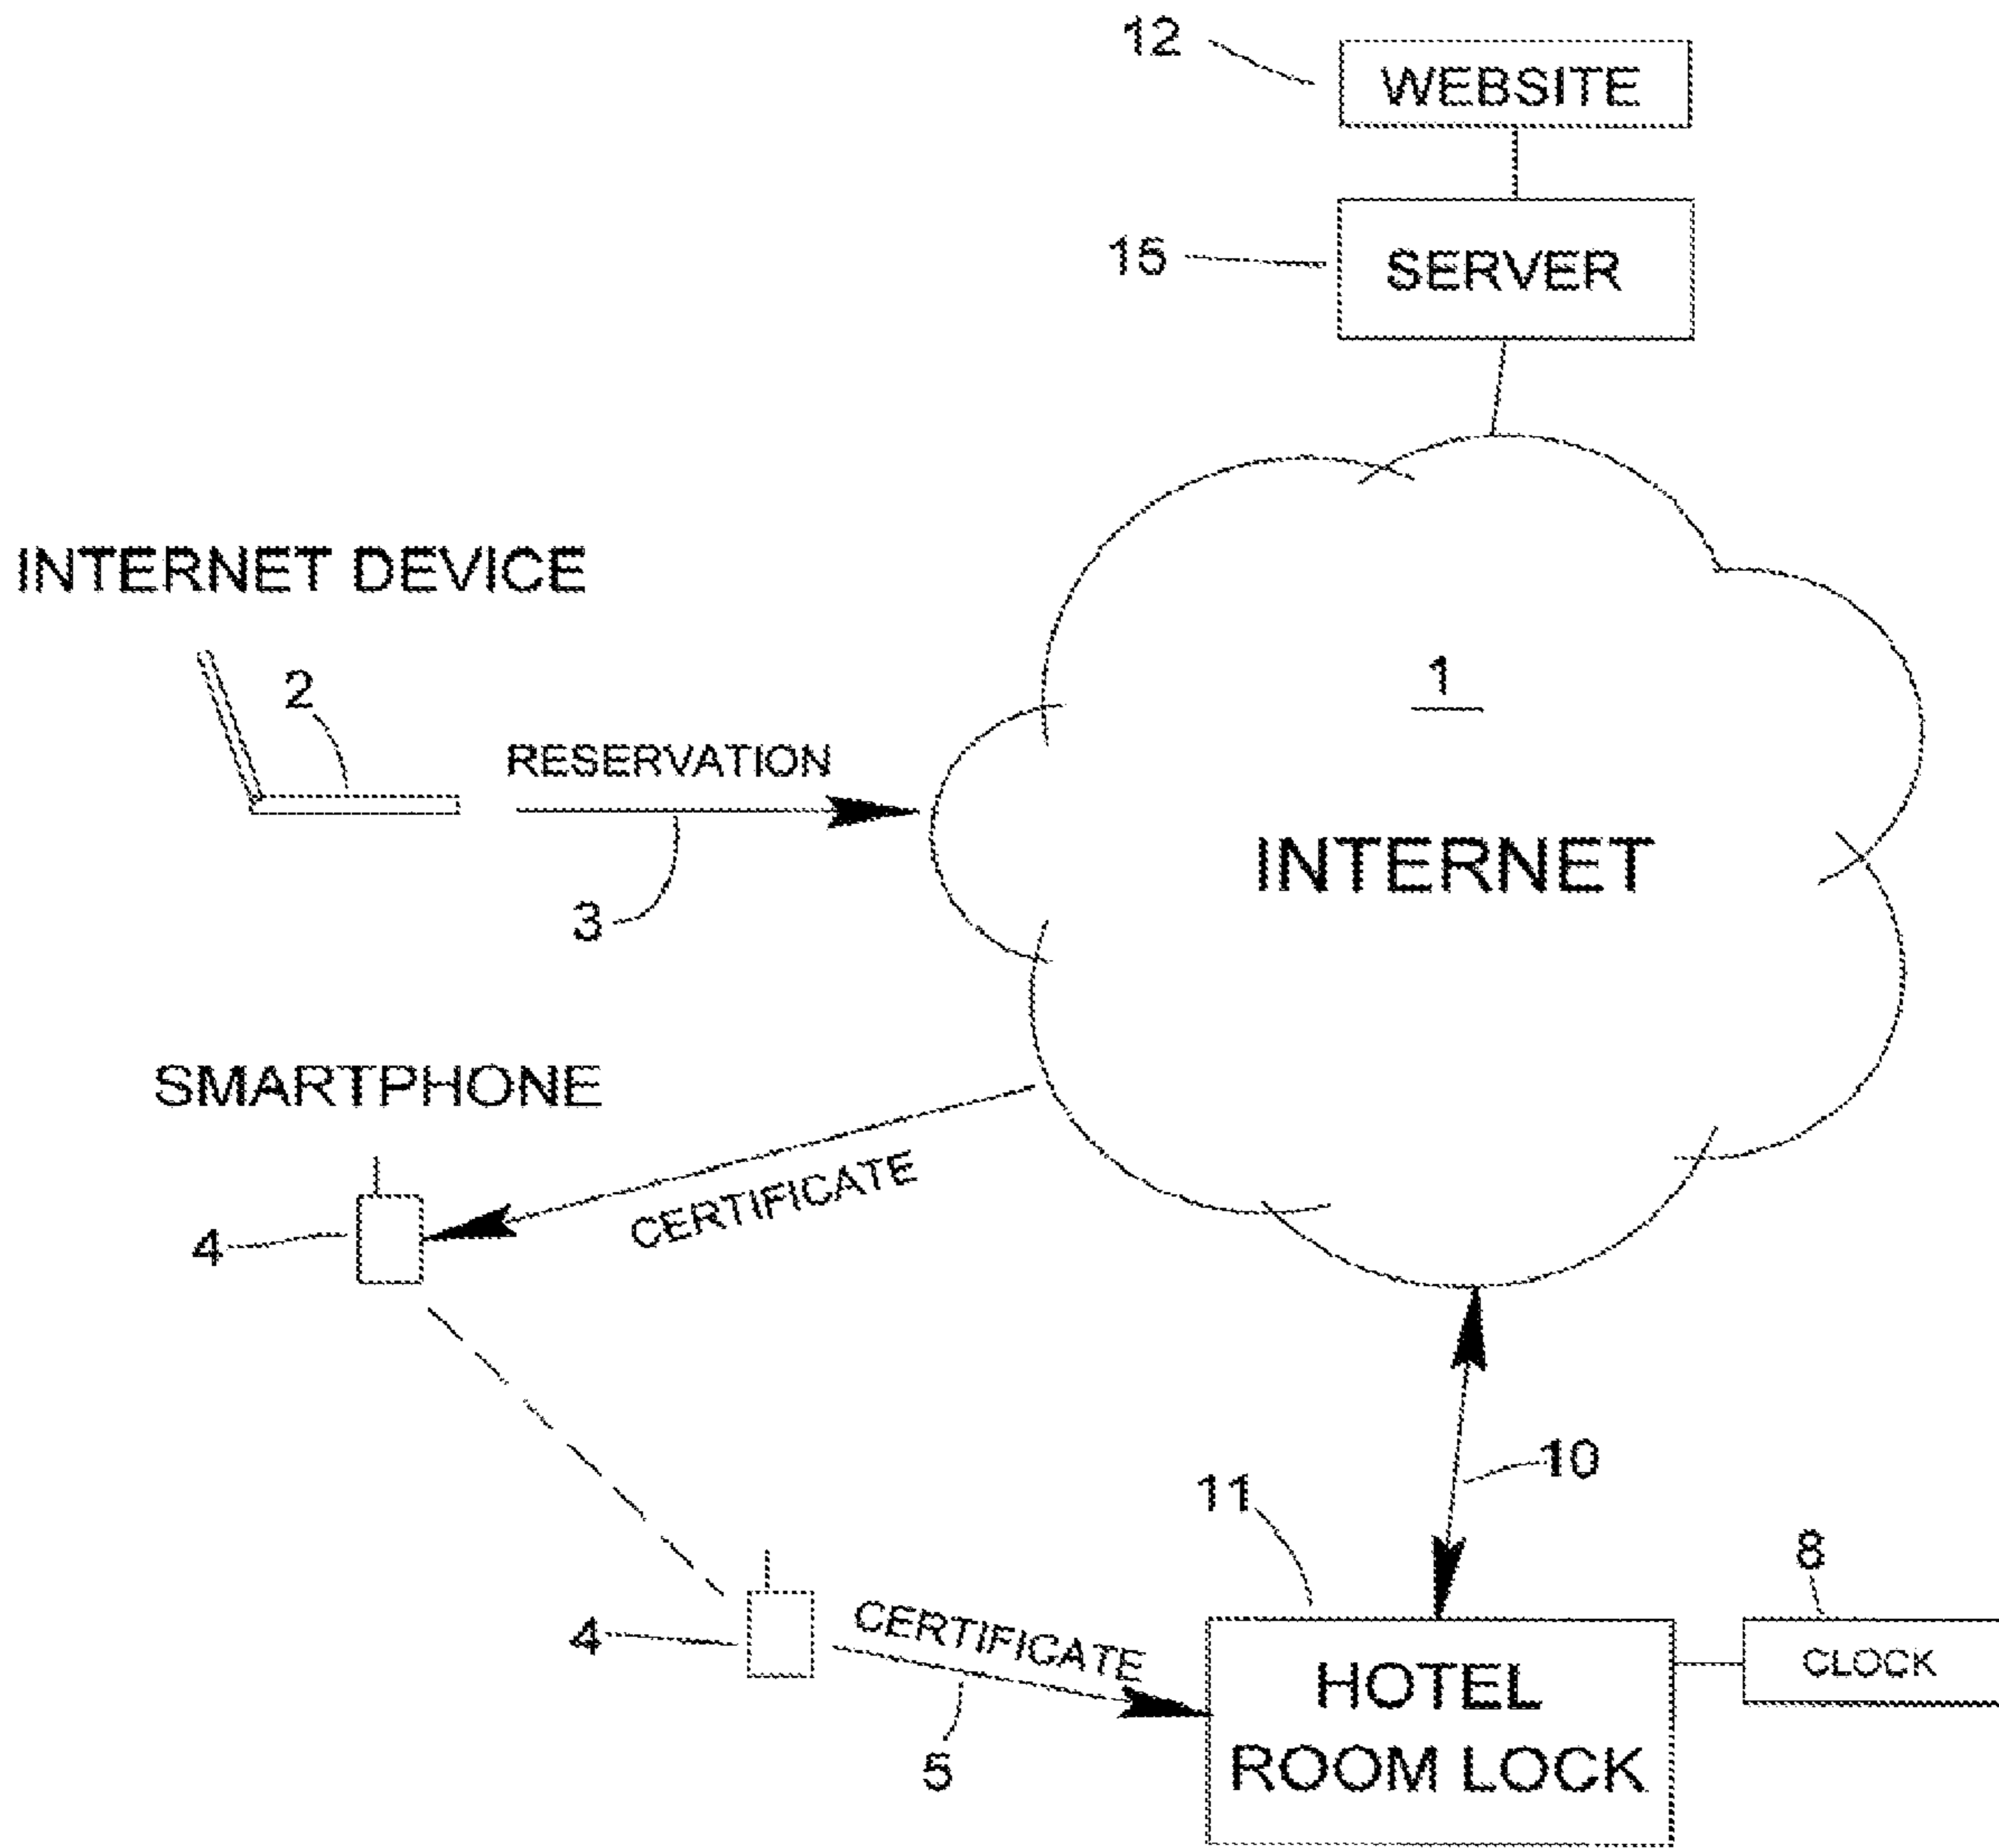 12
WEBSITE
15
SERVER
INTERNET DEVICE
2
RESERVATION
3
1
INTERNET
SMARTPHONE
4
CERTIFICATE
10
11
8
CLOCK
4
CERTIFICATE
5
HOTEL
ROOM LOCK